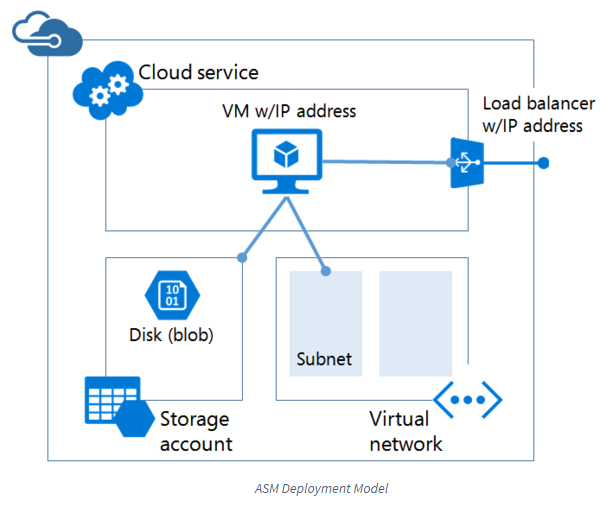 Cloud service
VM w/IP address
Load balancer
w/IP address
10
01
Disk (blob)
Subnet
Storage
account
Virtual
network
ASM Deployment Model